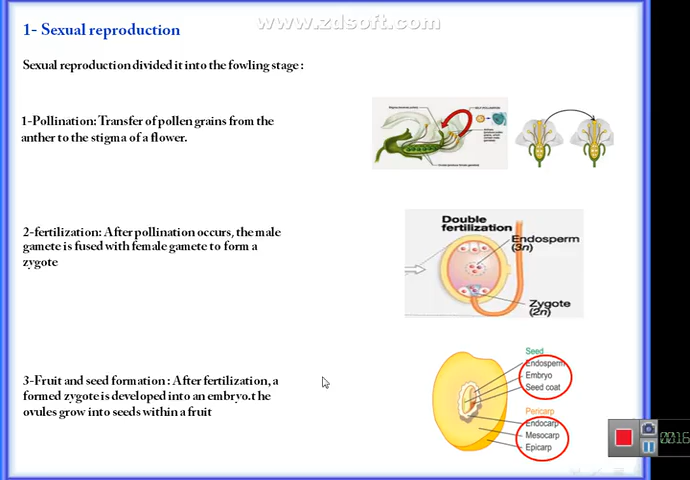 www.zdsoft.com
1- Sexual reproduction
Sexual reproduction divided it into the fowling stage :
1-Pollination: Transfer of pollen grains from the
anther to the stigma of a flower.
2-fertilization: After pollination occurs, the male
gamete is fused with female gamete to form a
zygote
Double
fertilization
Endosperm
(3n)
Zygote
(2n)
3-Fruit and seed formation : After fertilization, a
formed zygote is developed into an embryo.the
ovules grow into seeds within a fruit
Seed
Endosperm
Embryo
Seed coat
Pericarp
Endocarp
Mesocarp
Epicarp